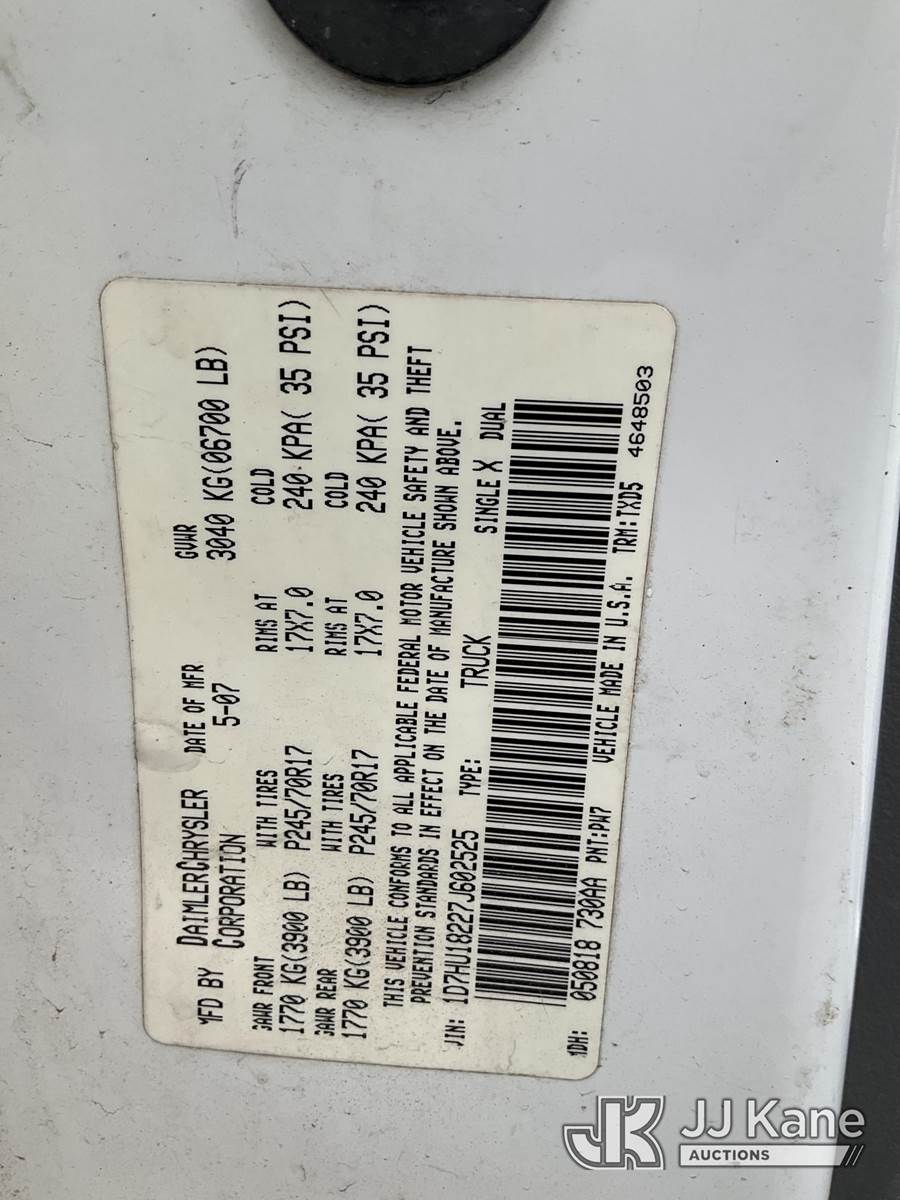 MFD BY DAIMLERCHRYSLER CORPORATION DATE OF MFR 5-07 GVWR 3040 KG(06700 LB)
GAWR FRONT WITH TIRES RIMS AT COLD
1770 KG(3900 LB) P245/70R17 17X7.0 240 KPA( 35 PSI)
GAWR REAR WITH TIRES RIMS AT COLD
1770 KG(3900 LB) P245/70R17 17X7.0 240 KPA( 35 PSI)
THIS VEHICLE CONFORMS TO ALL APPLICABLE FEDERAL MOTOR VEHICLE SAFETY AND THEFT
PREVENTION STANDARDS IN EFFECT ON THE DATE OF MANUFACTURE SHOWN ABOVE.
VIN: 1D7HU18227J602525 TYPE: TRUCK SINGLE X DUAL
MDH: 050818 730AA PNT:PW7 VEHICLE MADE IN U.S.A. TRM:TXD5 4648503
JK JJ Kane
AUCTIONS